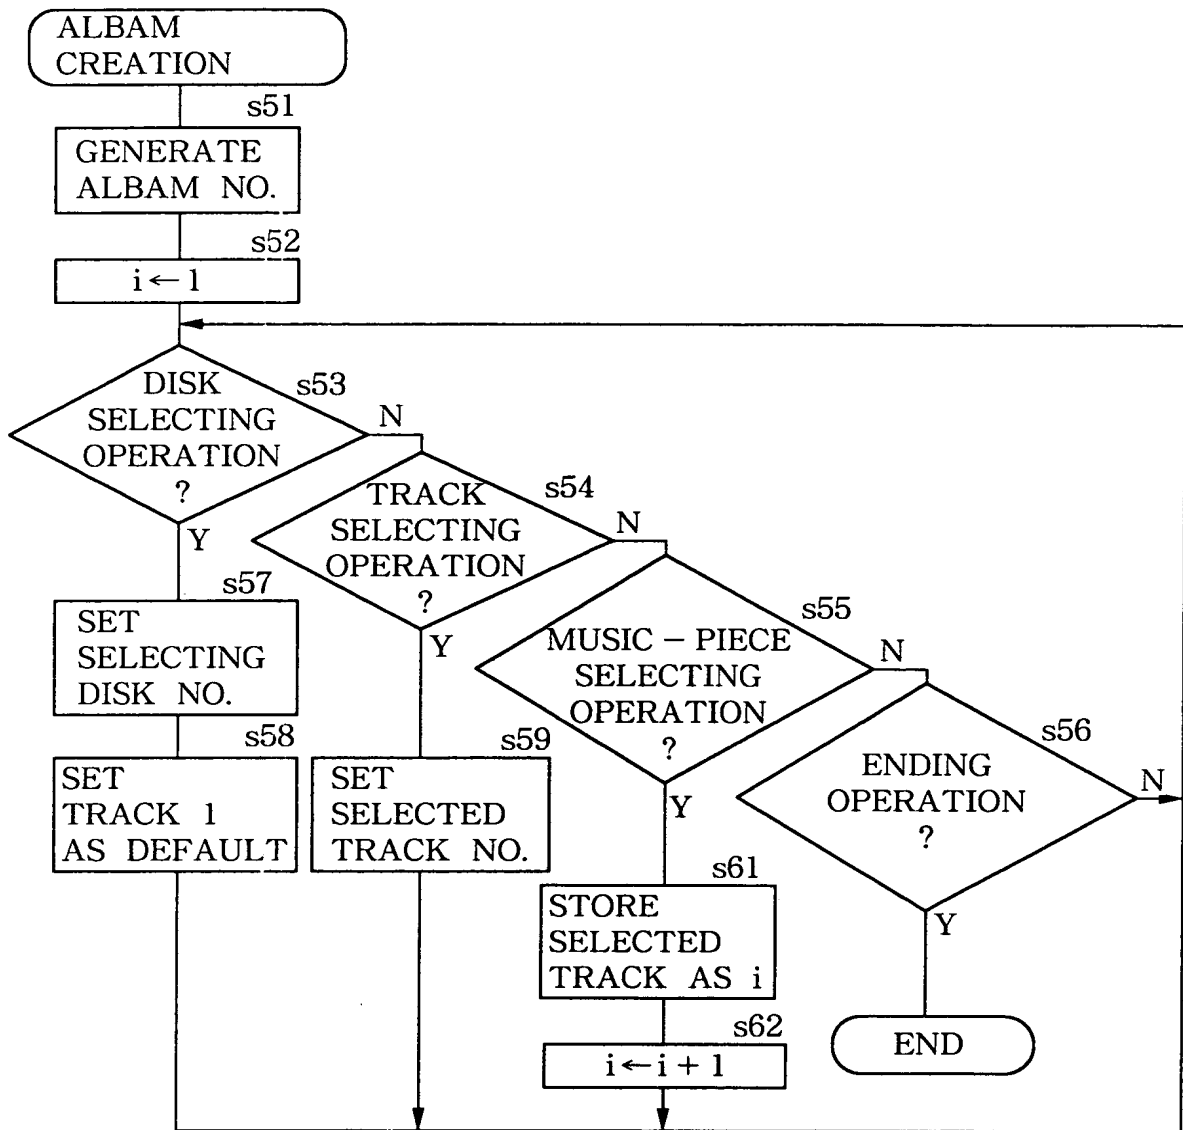 ALBAM
CREATION
s51
GENERATE
ALBAM NO.
s52
i←1
DISK
SELECTING
OPERATION
?
s53
N
Y
TRACK
SELECTING
OPERATION
?
s54
N
Y
MUSIC – PIECE
SELECTING
OPERATION
?
s55
N
Y
ENDING
OPERATION
?
s56
N
Y
s57
SET
SELECTING
DISK NO.
s58
SET
TRACK 1
AS DEFAULT
s59
SET
SELECTED
TRACK NO.
s61
STORE
SELECTED
TRACK AS i
s62
i←i + 1
END